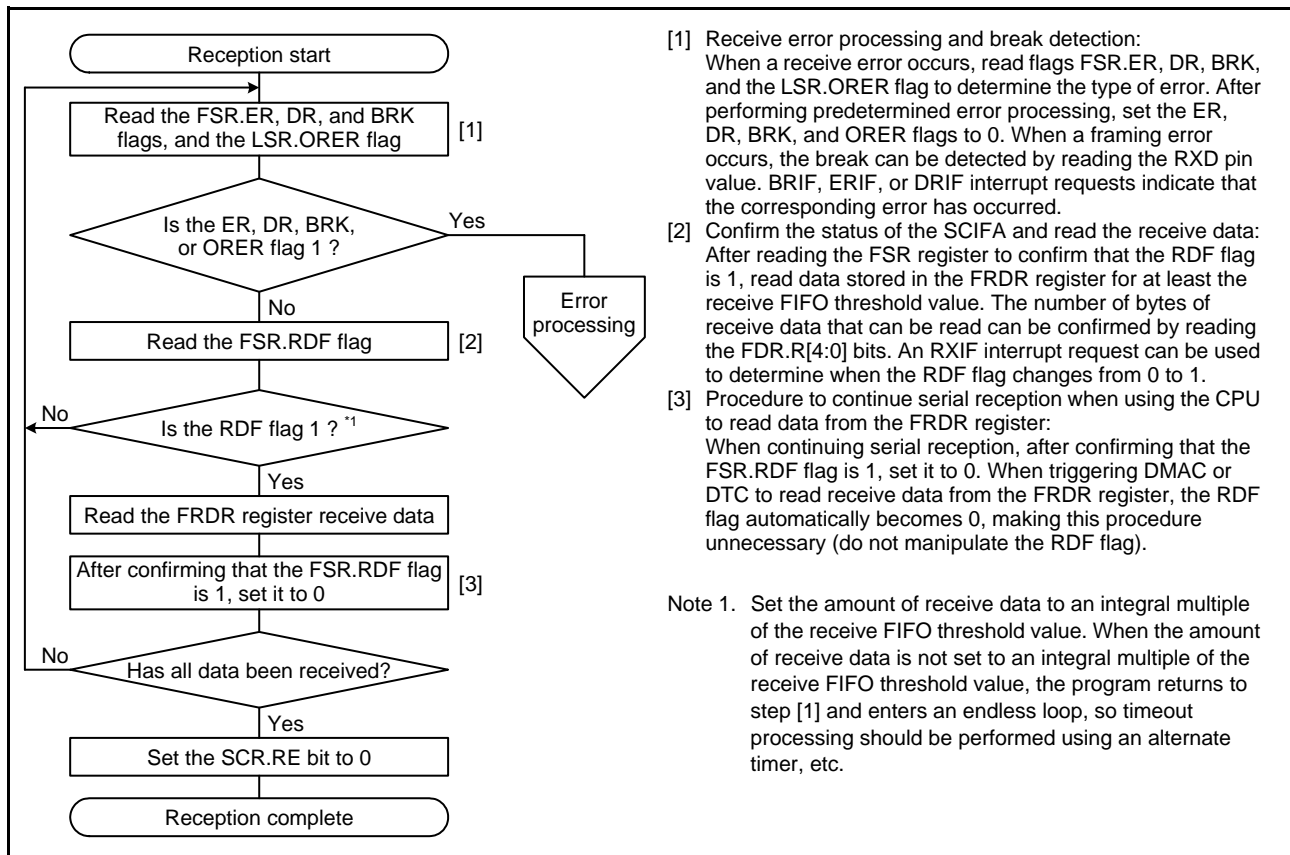 Reception start
Read the FSR.ER, DR, and BRK
flags, and the LSR.ORER flag
[1]
Is the ER, DR, BRK,
or ORER flag 1 ?
Yes
No
Error
processing
Read the FSR.RDF flag
[2]
No
Is the RDF flag 1 ? *1
Yes
Read the FRDR register receive data
After confirming that the FSR.RDF flag
is 1, set it to 0
[3]
No
Has all data been received?
Yes
Set the SCR.RE bit to 0
Reception complete
[1] Receive error processing and break detection:
When a receive error occurs, read flags FSR.ER, DR, BRK,
and the LSR.ORER flag to determine the type of error. After
performing predetermined error processing, set the ER,
DR, BRK, and ORER flags to 0. When a framing error
occurs, the break can be detected by reading the RXD pin
value. BRIF, ERIF, or DRIF interrupt requests indicate that
the corresponding error has occurred.
[2] Confirm the status of the SCIFA and read the receive data:
After reading the FSR register to confirm that the RDF flag
is 1, read data stored in the FRDR register for at least the
receive FIFO threshold value. The number of bytes of
receive data that can be read can be confirmed by reading
the FDR.R[4:0] bits. An RXIF interrupt request can be used
to determine when the RDF flag changes from 0 to 1.
[3] Procedure to continue serial reception when using the CPU
to read data from the FRDR register:
When continuing serial reception, after confirming that the
FSR.RDF flag is 1, set it to 0. When triggering DMAC or
DTC to read receive data from the FRDR register, the RDF
flag automatically becomes 0, making this procedure
unnecessary (do not manipulate the RDF flag).
Note 1. Set the amount of receive data to an integral multiple
of the receive FIFO threshold value. When the amount
of receive data is not set to an integral multiple of the
receive FIFO threshold value, the program returns to
step [1] and enters an endless loop, so timeout
processing should be performed using an alternate
timer, etc.